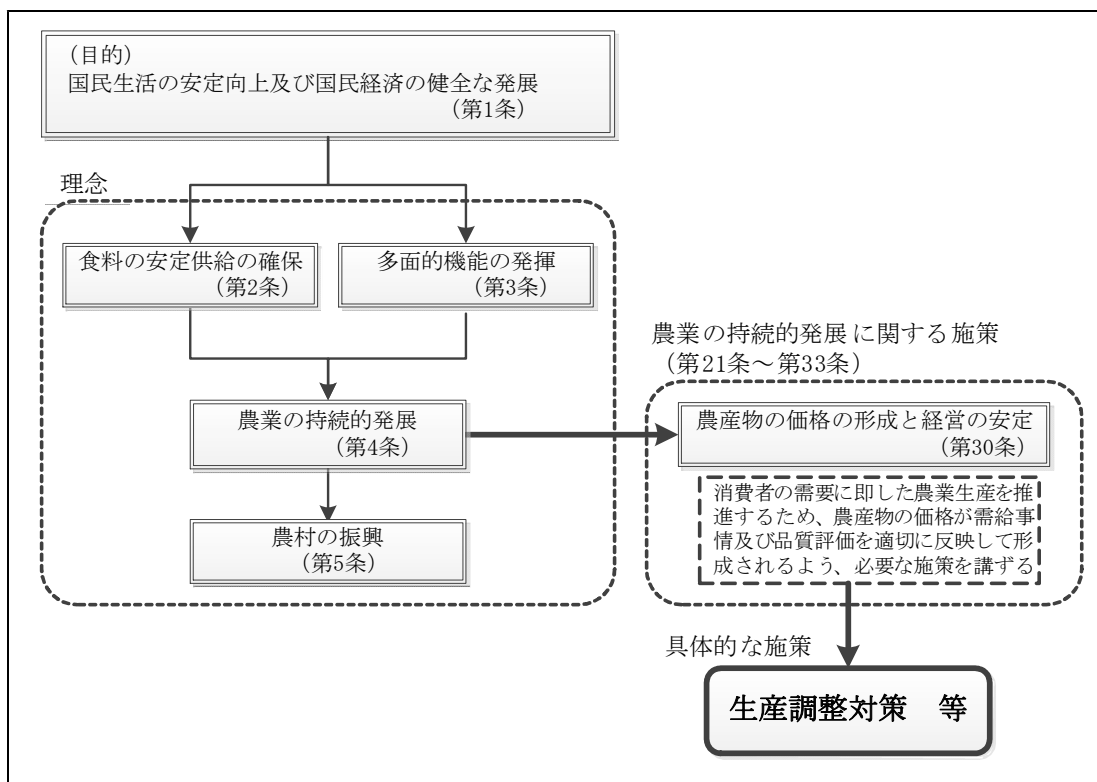 （目的）
国民生活の安定向上及び国民経済の健全な発展
（第1条）
理念
食料の安定供給の確保
（第2条）
多面的機能の発揮
（第3条）
農業の持続的発展
（第4条）
農村の振興
（第5条）
農業の持続的発展に関する施策
（第21条～第33条）
農産物の価格の形成と経営の安定
（第30条）
消費者の需要に即した農業生産を推
進するため、農産物の価格が需給事
情及び品質評価を適切に反映して形
成されるよう、必要な施策を講ずる
具体的な施策
生産調整対策　等